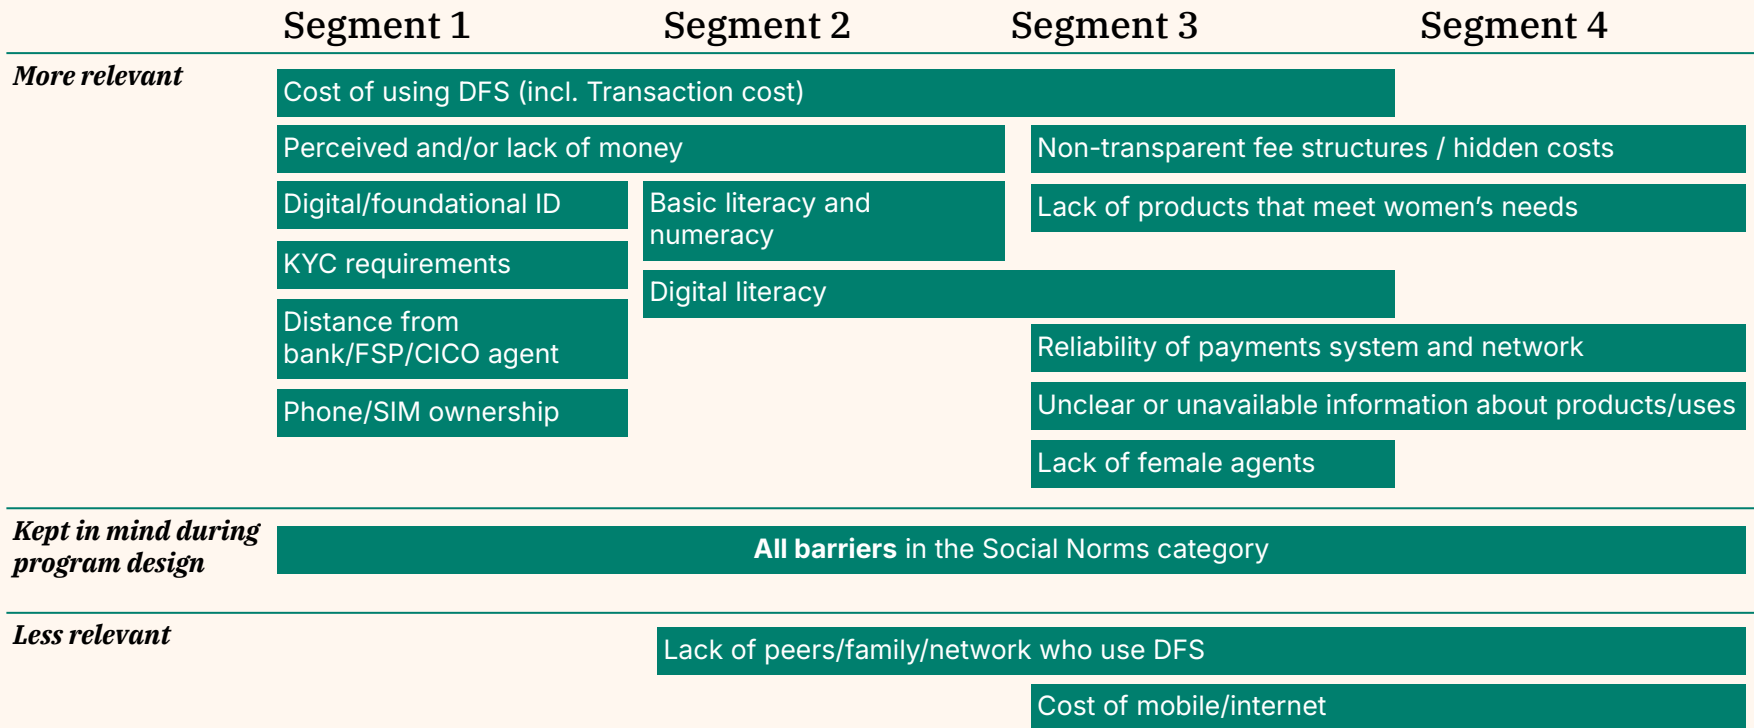 Segment 1
Segment 2
Segment 3
Segment 4
More relevant
Cost of using DFS (incl. Transaction cost)
Perceived and/or lack of money
Non-transparent fee structures / hidden costs
Digital/foundational ID
Basic literacy and
numeracy
Lack of products that meet women’s needs
KYC requirements
Digital literacy
Distance from
bank/FSP/CICO agent
Reliability of payments system and network
Phone/SIM ownership
Unclear or unavailable information about products/uses
Lack of female agents
Kept in mind during
program design
All barriers in the Social Norms category
Less relevant
Lack of peers/family/network who use DFS
Cost of mobile/internet